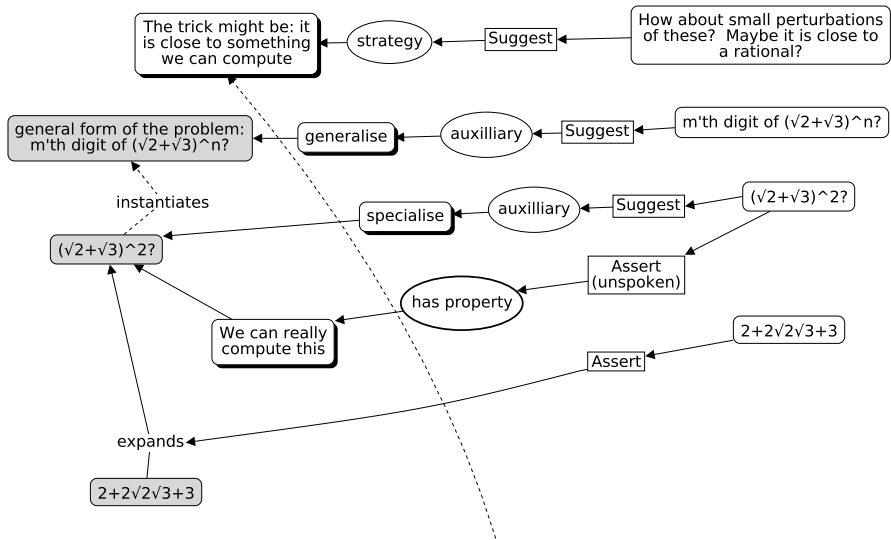 The trick might be: it
is close to something
we can compute
strategy
Suggest
How about small perturbations
of these?  Maybe it is close to
a rational?
general form of the problem:
m'th digit of (√2+√3)^n?
generalise
auxilliary
Suggest
m'th digit of (√2+√3)^n?
instantiates
specialise
auxilliary
Suggest
(√2+√3)^2?
(√2+√3)^2?
Assert
(unspoken)
has property
We can really
compute this
2+2√2√3+3
Assert
expands
2+2√2√3+3